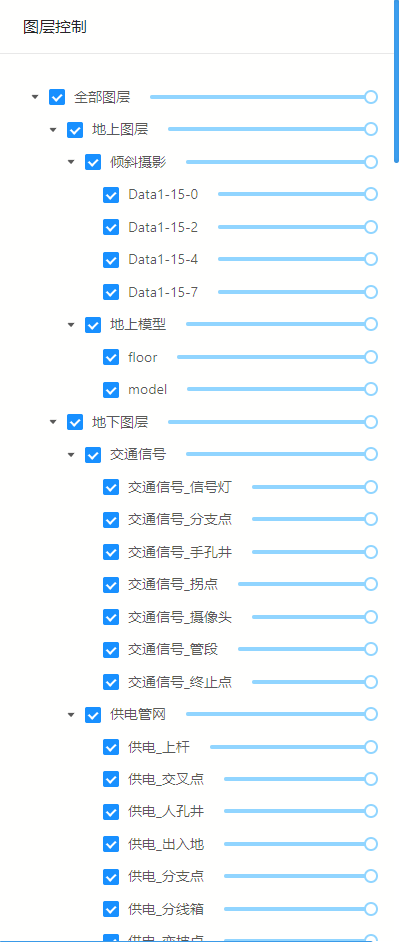 图层控制
全部图层
地上图层
倾斜摄影
Data1-15-0
Data1-15-2
Data1-15-4
Data1-15-7
地上模型
floor
model
地下图层
交通信号
交通信号_信号灯
交通信号_分支点
交通信号_手孔井
交通信号_拐点
交通信号_摄像头
交通信号_管段
交通信号_终止点
供电管网
供电_上杆
供电_交叉点
供电_人孔井
供电_出入地
供电_分支点
供电_分线箱
供电_变坡点